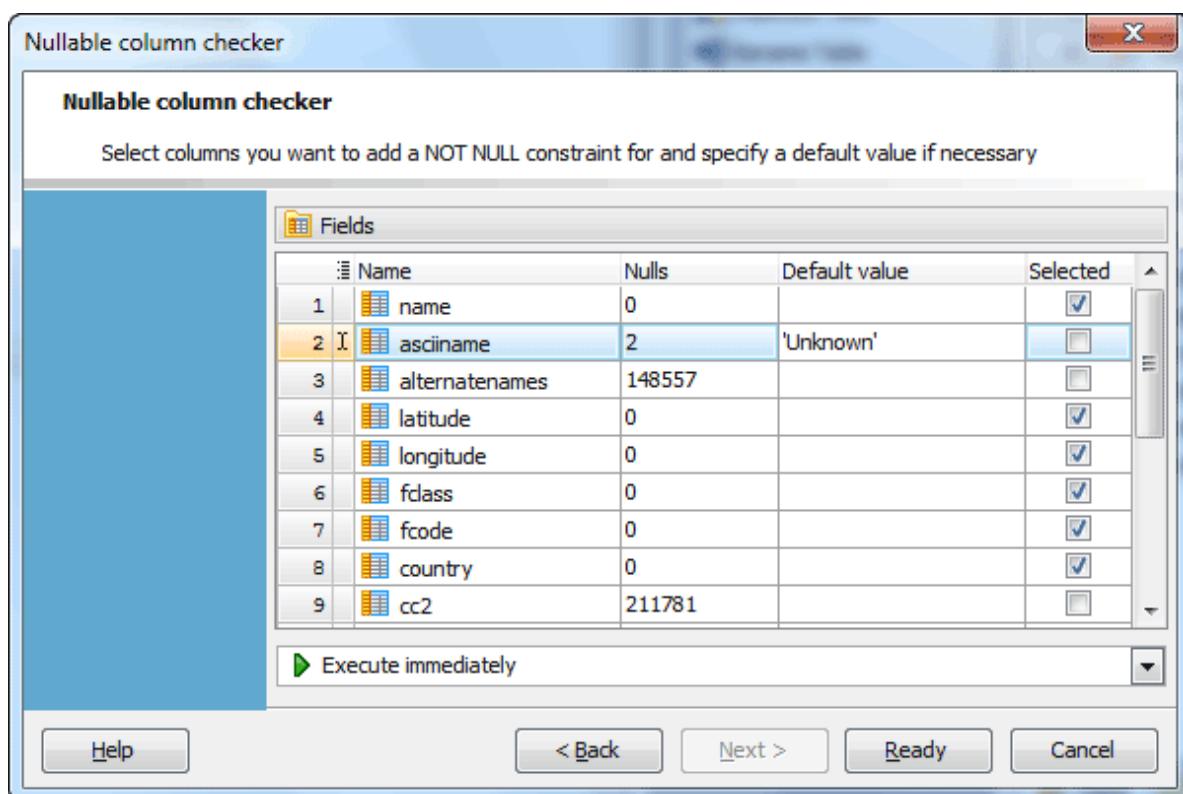 Nullable column checker
Nullable column checker
Select columns you want to add a NOT NULL constraint for and specify a default value if necessary
Fields
Name Nulls Default value Selected
1 name 0
2 asciiname 2 'Unknown'
3 alternatenames 148557
4 latitude 0
5 longitude 0
6 fclass 0
7 fcode 0
8 country 0
9 cc2 211781
Execute immediately
Help < Back Next > Ready Cancel